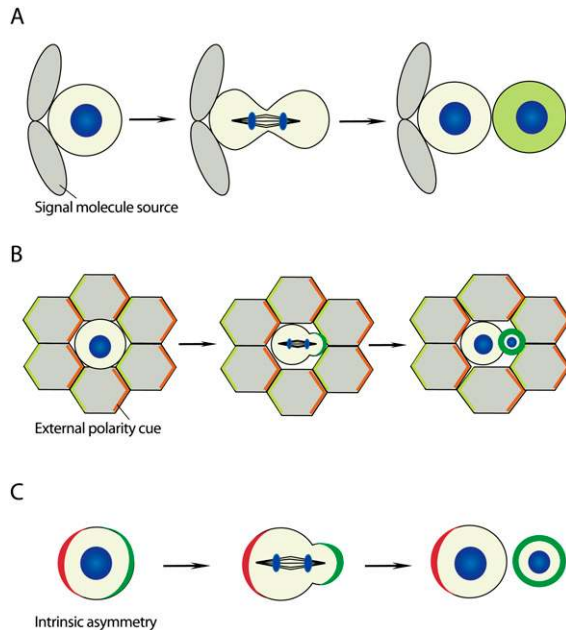 A
Signal molecule source
B
External polarity cue
C
Intrinsic asymmetry